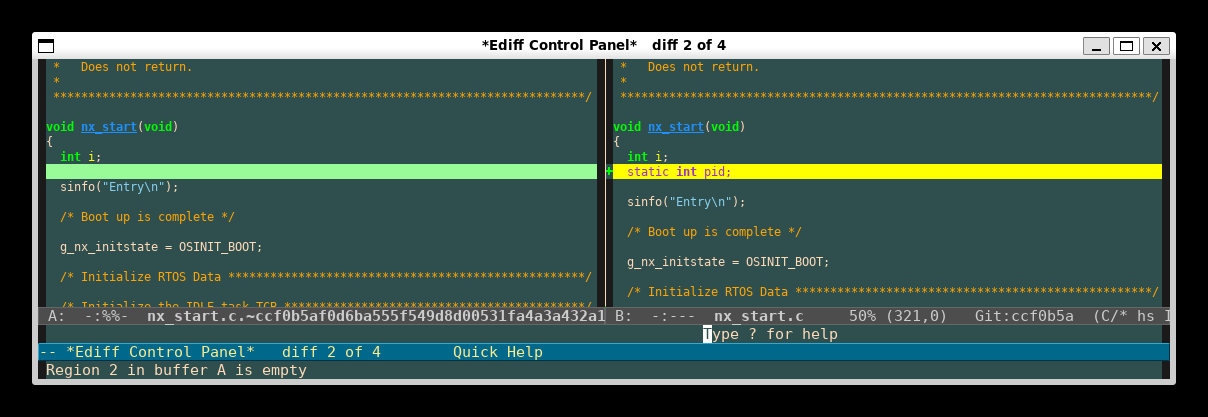 *Ediff Control Panel*   diff 2 of 4
*   Does not return.
*
****************************************************************************/
void nx_start(void)
{
int i;
sinfo("Entry\n");
/* Boot up is complete */
g_nx_initstate = OSINIT_BOOT;
/* Initialize RTOS Data ***************************************************/
/* Initialize the IDLE task TCB *******************************************/
A:  -:%%-  nx_start.c.~ccf0b5af0d6ba555f549d8d00531fa4a3a432a1
*   Does not return.
*
****************************************************************************/
void nx_start(void)
{
int i;
+ static int pid;
sinfo("Entry\n");
/* Boot up is complete */
g_nx_initstate = OSINIT_BOOT;
/* Initialize RTOS Data ***************************************************/
B:  -:---  nx_start.c     50% (321,0)   Git:ccf0b5a  (C/* hs
Type ? for help
-- *Ediff Control Panel*   diff 2 of 4        Quick Help
Region 2 in buffer A is empty